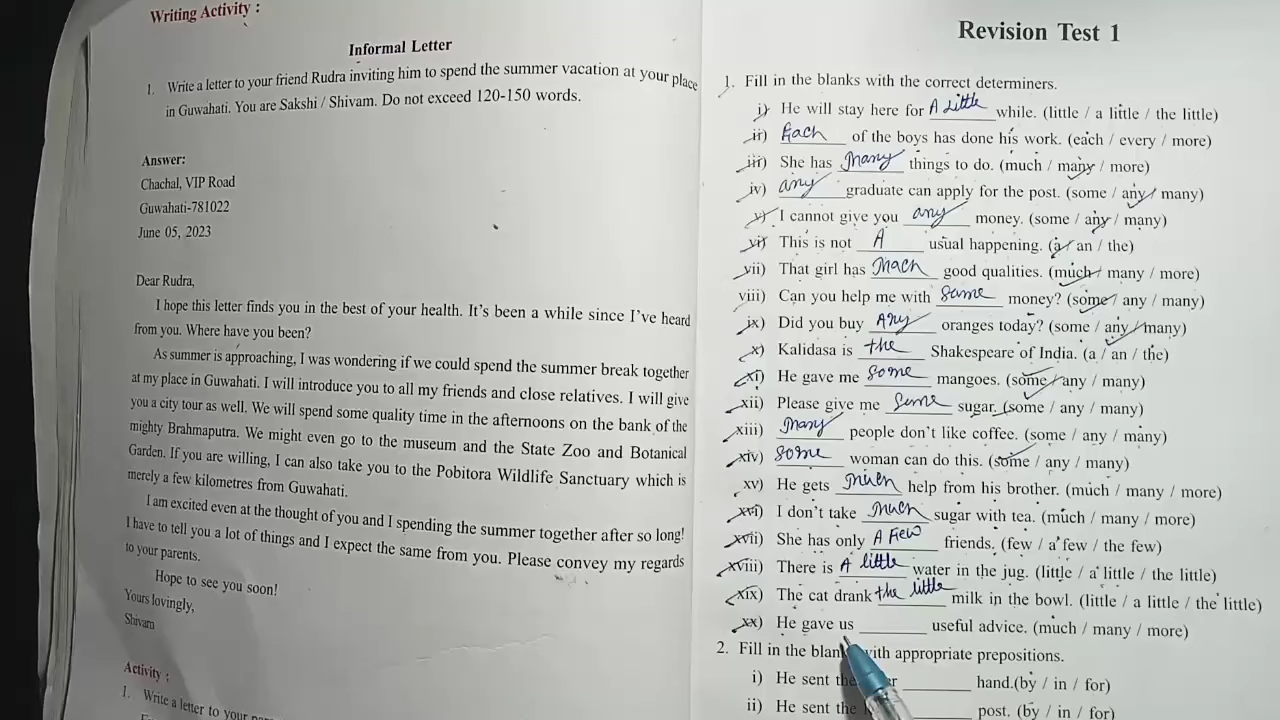 Writing Activity :
Informal Letter
1. Write a letter to your friend Rudra inviting him to spend the summer vacation at your place
in Guwahati. You are Sakshi / Shivam. Do not exceed 120-150 words.
Answer:
Chachal, VIP Road
Guwahati-781022
June 05, 2023
Dear Rudra,
I hope this letter finds you in the best of your health. It's been a while since I've heard
from you. Where have you been?
As summer is approaching, I was wondering if we could spend the summer break together
at my place in Guwahati. I will introduce you to all my friends and close relatives. I will give
you a city tour as well. We will spend some quality time in the afternoons on the bank of the
mighty Brahmaputra. We might even go to the museum and the State Zoo and Botanical
Garden. If you are willing, I can also take you to the Pobitora Wildlife Sanctuary which is
merely a few kilometres from Guwahati.
I am excited even at the thought of you and I spending the summer together after so long!
I have to tell you a lot of things and I expect the same from you. Please convey my regards
to your parents.
Hope to see you soon!
Yours lovingly,
Shivam
Activity :
1. Write a letter to your
Revision Test 1
1. Fill in the blanks with the correct determiners.
i) He will stay here for A Little while. (little / a little / the little)
ii) Each of the boys has done his work. (each / every / more)
iii) She has many things to do. (much / many / more)
iv) any graduate can apply for the post. (some / any / many)
v) I cannot give you any money. (some / any / many)
vi) This is not A usual happening. (a / an / the)
vii) That girl has Mach good qualities. (much / many / more)
viii) Can you help me with Some money? (some / any / many)
ix) Did you buy Any oranges today? (some / any / many)
x) Kalidasa is the Shakespeare of India. (a / an / the)
xi) He gave me Some mangoes. (some / any / many)
xii) Please give me Some sugar. (some / any / many)
xiii) Many people don't like coffee. (some / any / many)
xiv) Some woman can do this. (some / any / many)
xv) He gets much help from his brother. (much / many / more)
xvi) I don't take much sugar with tea. (much / many / more)
xvii) She has only A Few friends. (few / a few / the few)
xviii) There is A little water in the jug. (little / a little / the little)
xix) The cat drank the little milk in the bowl. (little / a little / the little)
xx) He gave us ______ useful advice. (much / many / more)
2. Fill in the blank with appropriate prepositions.
i) He sent the ______ hand.(by / in / for)
ii) He sent the ______ post. (by / in / for)